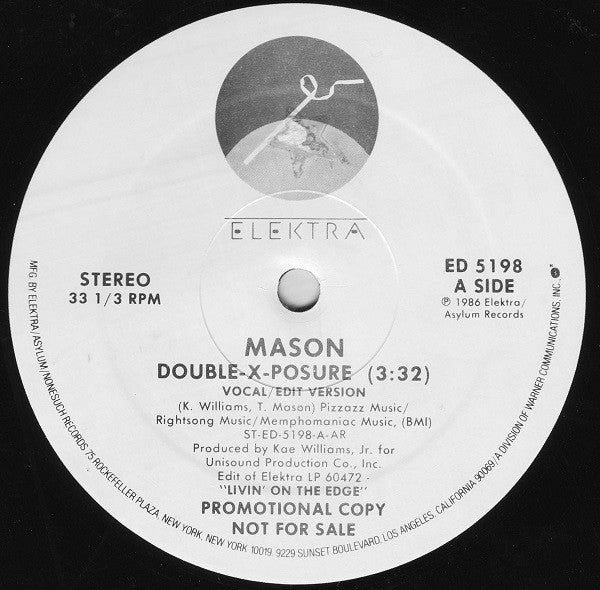 ELEKTRA
STEREO
33 1/3 RPM
ED 5198
A SIDE
℗ 1986 Elektra/
Asylum Records
MASON
DOUBLE-X-POSURE (3:32)
VOCAL/EDIT VERSION
(K. Williams, T. Mason) Pizzazz Music/
Rightsong Music/Memphomaniac Music, (BMI)
ST-ED-5198-A-AR
Produced by Kae Williams, Jr. for
Unisound Production Co., Inc.
Edit of Elektra LP 60472 -
"LIVIN' ON THE EDGE"
PROMOTIONAL COPY
NOT FOR SALE
MFG BY ELEKTRA/ASYLUM/NONESUCH RECORDS 75 ROCKEFELLER PLAZA, NEW YORK, NEW YORK 10019. 9229 SUNSET BOULEVARD, LOS ANGELES, CALIFORNIA 90069/A DIVISION OF WARNER COMMUNICATIONS, INC.